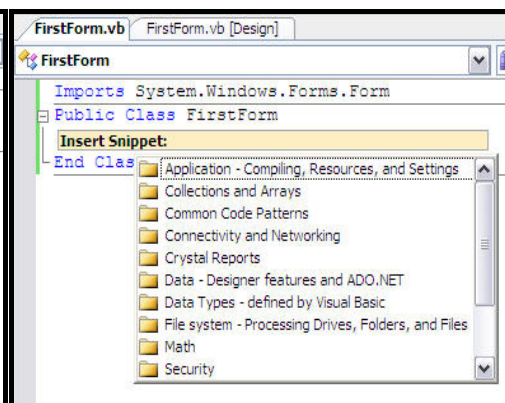 FirstForm.vb FirstForm.vb [Design]
FirstForm
Imports System.Windows.Forms.Form
Public Class FirstForm
Insert Snippet:
End Clas
Application - Compiling, Resources, and Settings
Collections and Arrays
Common Code Patterns
Connectivity and Networking
Crystal Reports
Data - Designer features and ADO.NET
Data Types - defined by Visual Basic
File system - Processing Drives, Folders, and Files
Math
Security